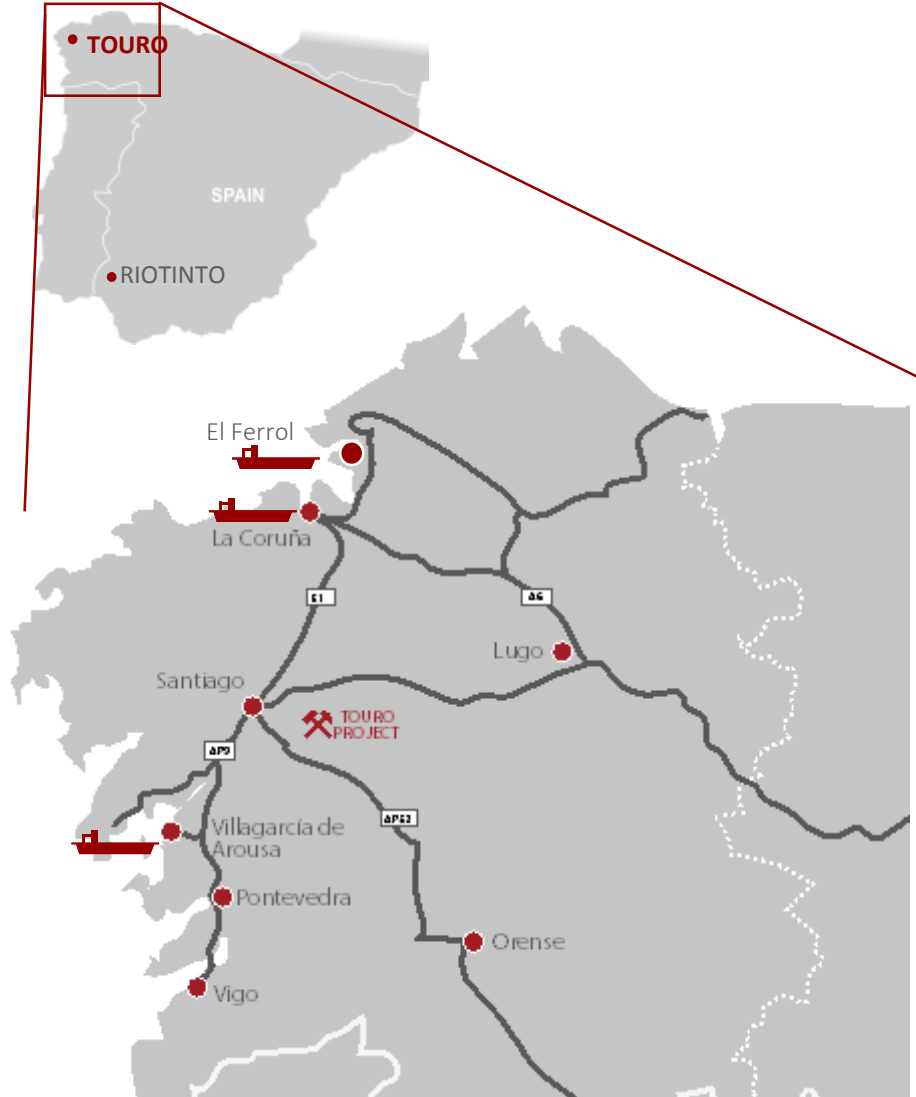 TOURO
SPAIN
RIOTINTO
El Ferrol
La Coruña
E1
A6
Lugo
Santiago
TOURO
PROJECT
AP9
AP53
Villagarcía de
Arousa
Pontevedra
Orense
Vigo